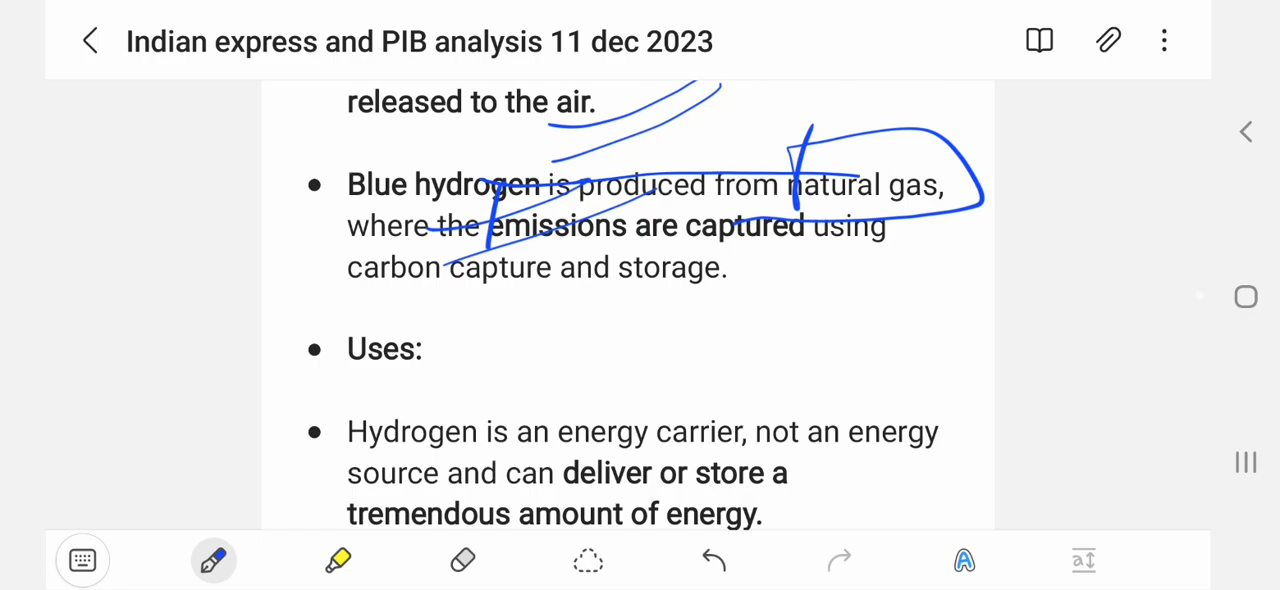 Indian express and PIB analysis 11 dec 2023
released to the air.
Blue hydrogen is produced from natural gas,
where the emissions are captured using
carbon capture and storage.
Uses:
Hydrogen is an energy carrier, not an energy
source and can deliver or store a
tremendous amount of energy.